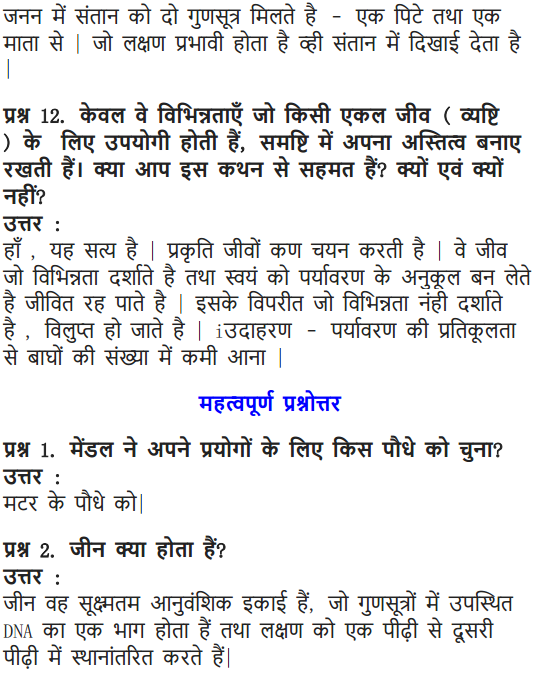 जनन में संतान को दो गुणसूत्र मिलते है - एक पिटे तथा एक
माता से | जो लक्षण प्रभावी होता है व्ही संतान में दिखाई देता है
|
प्रश्न 12. केवल वे विभिन्नताएँ जो किसी एकल जीव ( व्यष्टि
) के लिए उपयोगी होती हैं, समष्टि में अपना अस्तित्व बनाए
रखती हैं। क्या आप इस कथन से सहमत हैं? क्यों एवं क्यों
नहीं?
उत्तर :
हाँ , यह सत्य है | प्रकृति जीवों कण चयन करती है | वे जीव
जो विभिन्नता दर्शाते है तथा स्वयं को पर्यावरण के अनुकूल बन लेते
है जीवित रह पाते है | इसके विपरीत जो विभिन्नता नंही दर्शाते
है , विलुप्त हो जाते है | iउदाहरण - पर्यावरण की प्रतिकूलता
से बाघों की संख्या में कमी आना |
महत्वपूर्ण प्रश्नोत्तर
प्रश्न 1. मेंडल ने अपने प्रयोगों के लिए किस पौधे को चुना?
उत्तर :
मटर के पौधे को|
प्रश्न 2. जीन क्या होता हैं?
उत्तर :
जीन वह सूक्ष्मतम आनुवंशिक इकाई हैं, जो गुणसूत्रों में उपस्थित
DNA का एक भाग होता हैं तथा लक्षण को एक पीढ़ी से दूसरी
पीढ़ी में स्थानांतरित करते हैं|